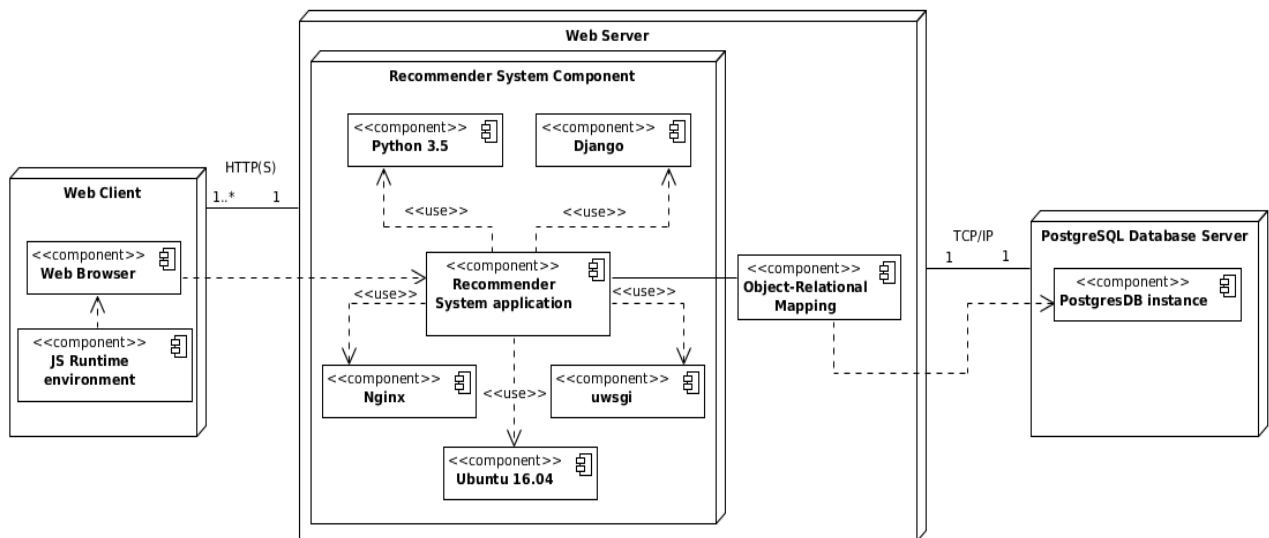 Web Server
Recommender System Component
<<component>>
Python 3.5
<<component>>
Django
HTTP(S)
1..*
1
Web Client
<<use>>
<<use>>
<<component>>
Web Browser
<<component>>
Recommender
System application
<<component>>
Object-Relational
Mapping
TCP/IP
1
1
PostgreSQL Database Server
<<component>>
PostgresDB instance
<<use>>
<<use>>
<<component>>
JS Runtime
environment
<<component>>
Nginx
<<use>>
<<component>>
uwsgi
<<component>>
Ubuntu 16.04